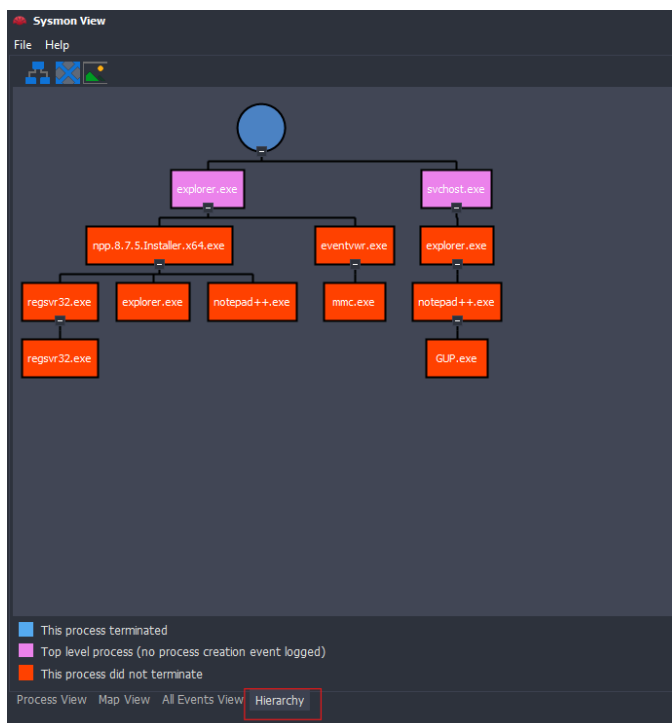 Sysmon View
File Help
explorer.exe svchost.exe
npp.8.7.5.Installer.x64.exe eventvwr.exe explorer.exe
regsvr32.exe explorer.exe notepad++.exe mmc.exe notepad++.exe
regsvr32.exe GUP.exe
This process terminated
Top level process (no process creation event logged)
This process did not terminate
Process View Map View All Events View Hierarchy